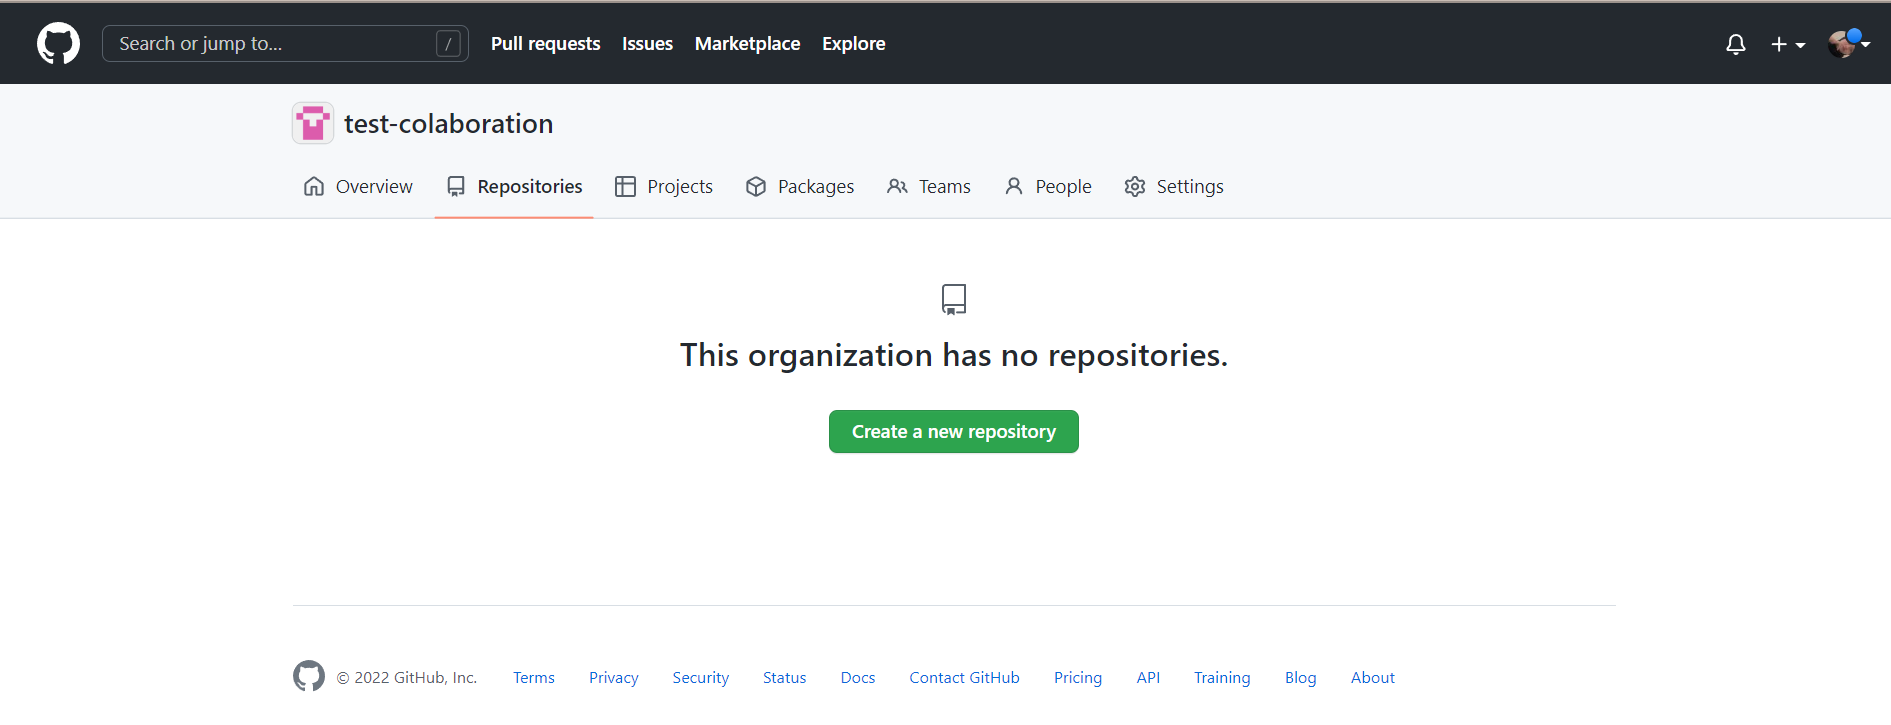 Search or jump to... /
Pull requests Issues Marketplace Explore
test-colaboration
Overview Repositories Projects Packages Teams People Settings
This organization has no repositories.
Create a new repository
© 2022 GitHub, Inc. Terms Privacy Security Status Docs Contact GitHub Pricing API Training Blog About